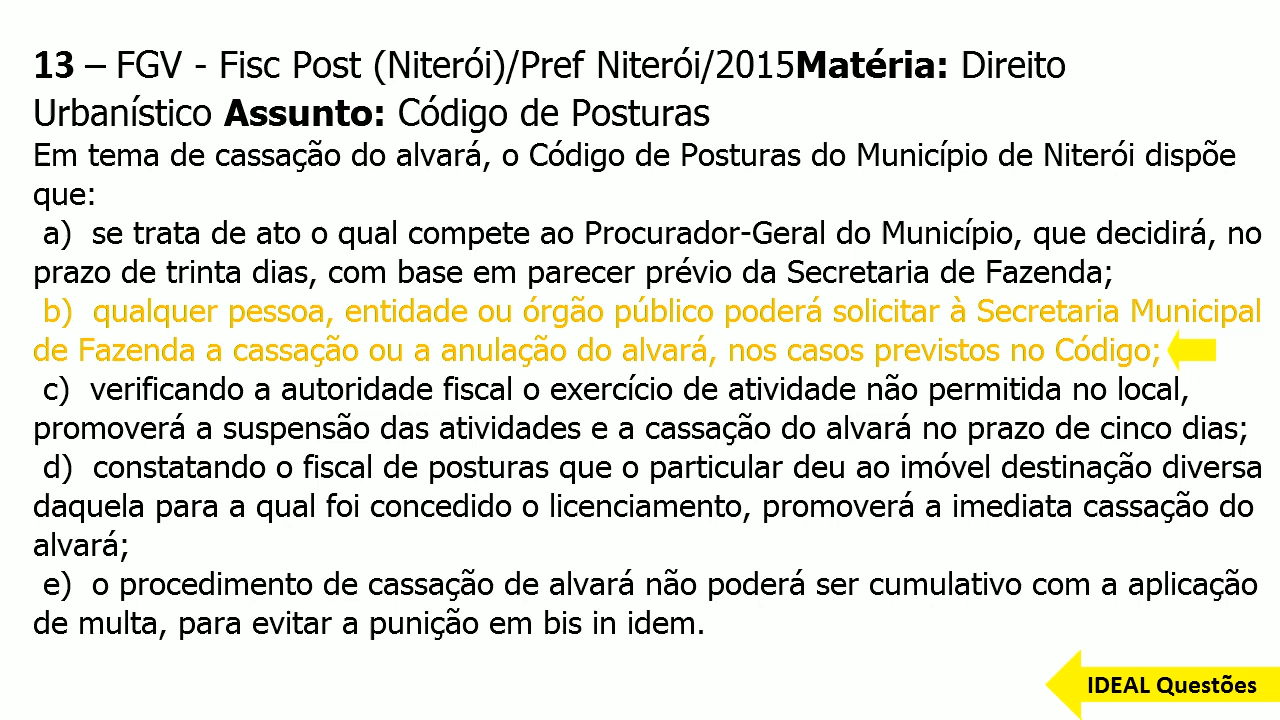 13 – FGV - Fisc Post (Niterói)/Pref Niterói/2015Matéria: Direito
Urbanístico Assunto: Código de Posturas
Em tema de cassação do alvará, o Código de Posturas do Município de Niterói dispõe
que:
a) se trata de ato o qual compete ao Procurador-Geral do Município, que decidirá, no
prazo de trinta dias, com base em parecer prévio da Secretaria de Fazenda;
b) qualquer pessoa, entidade ou órgão público poderá solicitar à Secretaria Municipal
de Fazenda a cassação ou a anulação do alvará, nos casos previstos no Código;
c) verificando a autoridade fiscal o exercício de atividade não permitida no local,
promoverá a suspensão das atividades e a cassação do alvará no prazo de cinco dias;
d) constatando o fiscal de posturas que o particular deu ao imóvel destinação diversa
daquela para a qual foi concedido o licenciamento, promoverá a imediata cassação do
alvará;
e) o procedimento de cassação de alvará não poderá ser cumulativo com a aplicação
de multa, para evitar a punição em bis in idem.
IDEAL Questões